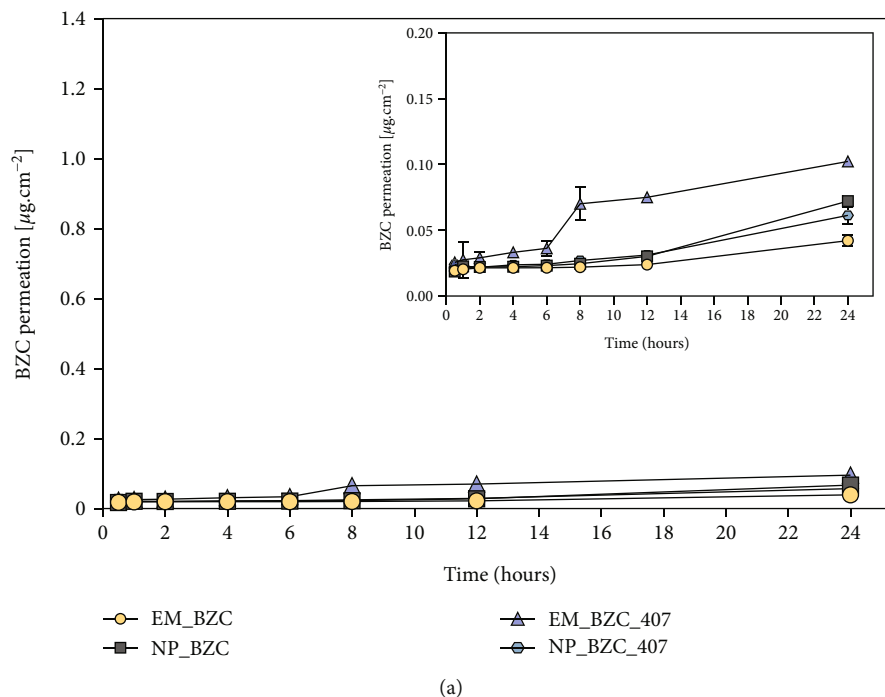 BZC permeation [µg.cm⁻²]
1.4
1.2
1.0
0.8
0.6
0.4
0.2
0
0 2 4 6 8 10 12 14 16 18 20 22 24
Time (hours)
BZC permeation [µg.cm⁻²]
0.20
0.15
0.10
0.05
0.00
0 2 4 6 8 10 12 14 16 18 20 22 24
Time (hours)
EM_BZC
EM_BZC_407
NP_BZC
NP_BZC_407
(a)